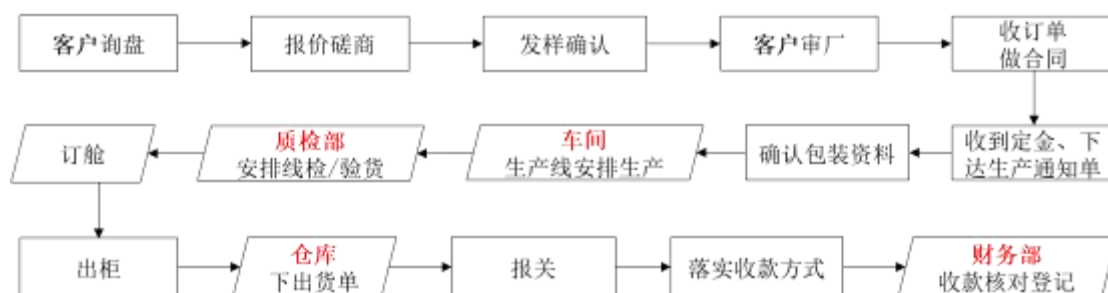 客户询盘
报价磋商
发样确认
客户审厂
收订单
做合同
收到定金、下
达生产通知单
确认包装资料
车间
生产线安排生产
质检部
安排线检/验货
订舱
出柜
仓库
下出货单
报关
落实收款方式
财务部
收款核对登记